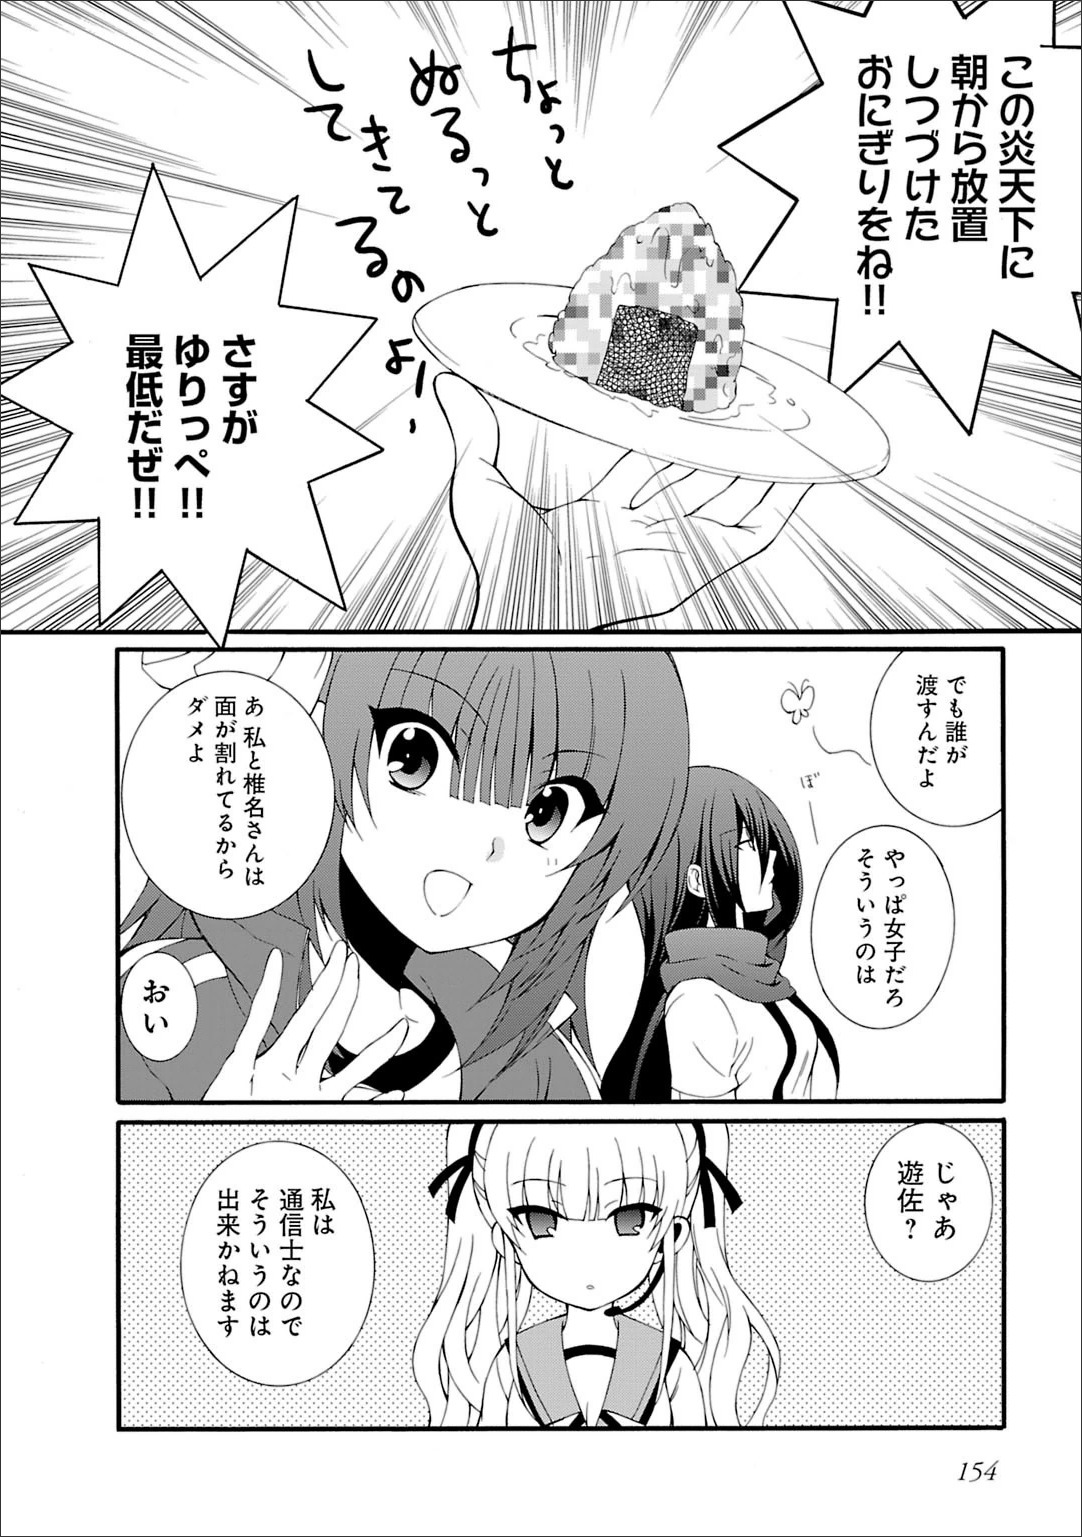 この炎天下に
朝から放置
しつづけた
おにぎりをね!!
ちょっと
ぬるっと
してきてるのよー、
さすが
ゆりっぺ!!
最低だぜ!!
でも誰が
渡すんだよ
ぼー
やっぱ女子だろ
そういうのは
あ 私と椎名さんは
面が割れてるから
ダメよ
おい
じゃあ
遊佐?
私は
通信士なので
そういうのは
出来かねます
154